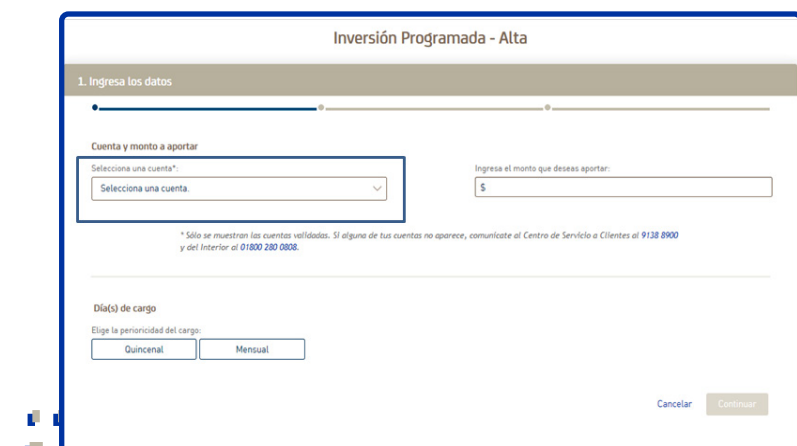 Inversión Programada - Alta
1. Ingresa los datos
Cuenta y monto a aportar
Selecciona una cuenta*:
Selecciona una cuenta.
Ingresa el monto que deseas aportar:
$
* Sólo se muestran las cuentas validadas. Si alguna de tus cuentas no aparece, comunícate al Centro de Servicio a Clientes al 9138 8900
y del Interior al 01800 280 0808.
Día(s) de cargo
Elige la perioricidad del cargo:
Quincenal
Mensual
Cancelar
Continuar